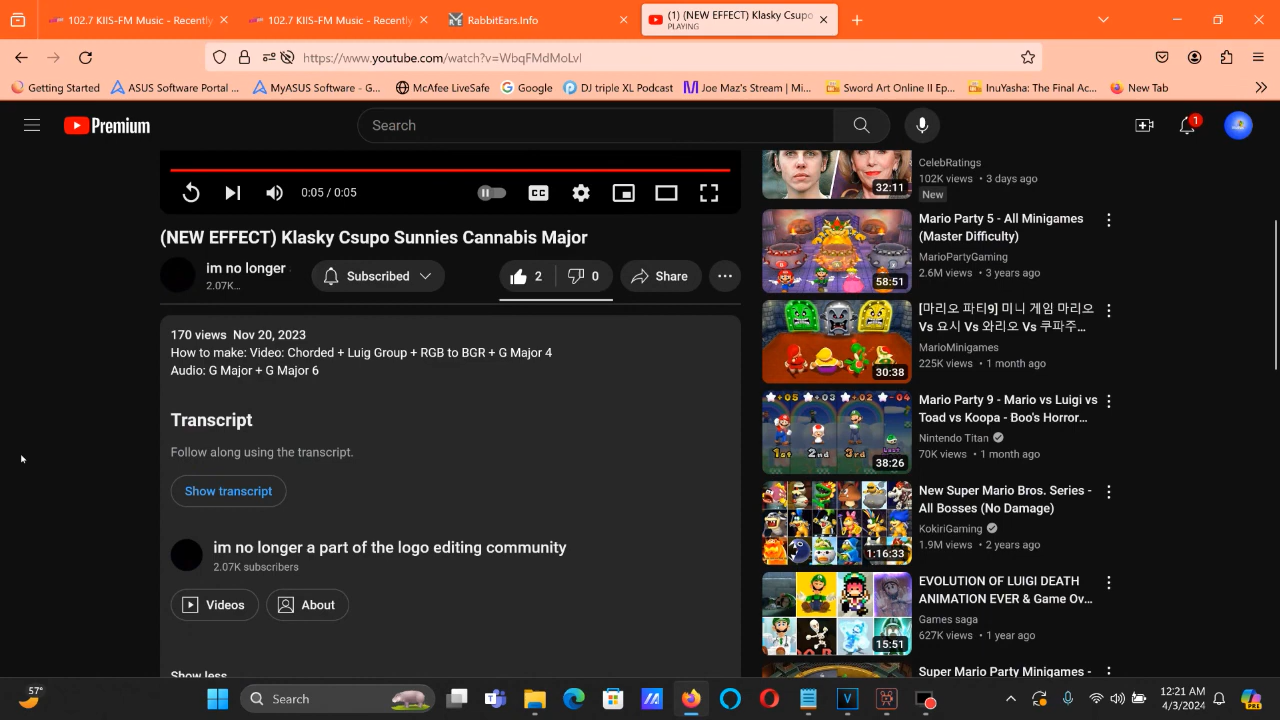 102.7 KIIS-FM Music - Recently
102.7 KIIS-FM Music - Recently
RabbitEars.Info
(1) (NEW EFFECT) Klasky Csupo
PLAYING
https://www.youtube.com/watch?v=WbqFMdMoLvI
Getting Started
ASUS Software Portal ...
MyASUS Software - G...
McAfee LiveSafe
Google
DJ triple XL Podcast
Joe Maz's Stream | Mi...
Sword Art Online II Ep...
InuYasha: The Final Ac...
New Tab
Premium
Search
1
0:05 / 0:05
CC
(NEW EFFECT) Klasky Csupo Sunnies Cannabis Major
im no longer
2.07K...
Subscribed
2
0
Share
170 views Nov 20, 2023
How to make: Video: Chorded + Luig Group + RGB to BGR + G Major 4
Audio: G Major + G Major 6
Transcript
Follow along using the transcript.
Show transcript
im no longer a part of the logo editing community
2.07K subscribers
Videos
About
Show less
32:11
CelebRatings
102K views • 3 days ago
New
58:51
Mario Party 5 - All Minigames
(Master Difficulty)
MarioPartyGaming
2.6M views • 3 years ago
30:38
[마리오 파티9] 미니 게임 마리오
Vs 요시 Vs 와리오 Vs 쿠파주...
MarioMinigames
225K views • 1 month ago
+05 +03 +02 -04
1st 2nd 3rd
38:26
Mario Party 9 - Mario vs Luigi vs
Toad vs Koopa - Boo's Horror...
Nintendo Titan
70K views • 1 month ago
1:16:33
New Super Mario Bros. Series -
All Bosses (No Damage)
KokiriGaming
1.9M views • 2 years ago
15:51
EVOLUTION OF LUIGI DEATH
ANIMATION EVER & Game Ov...
Games saga
627K views • 1 year ago
Super Mario Party Minigames -
57°
Search
12:21 AM
4/3/2024
PRE